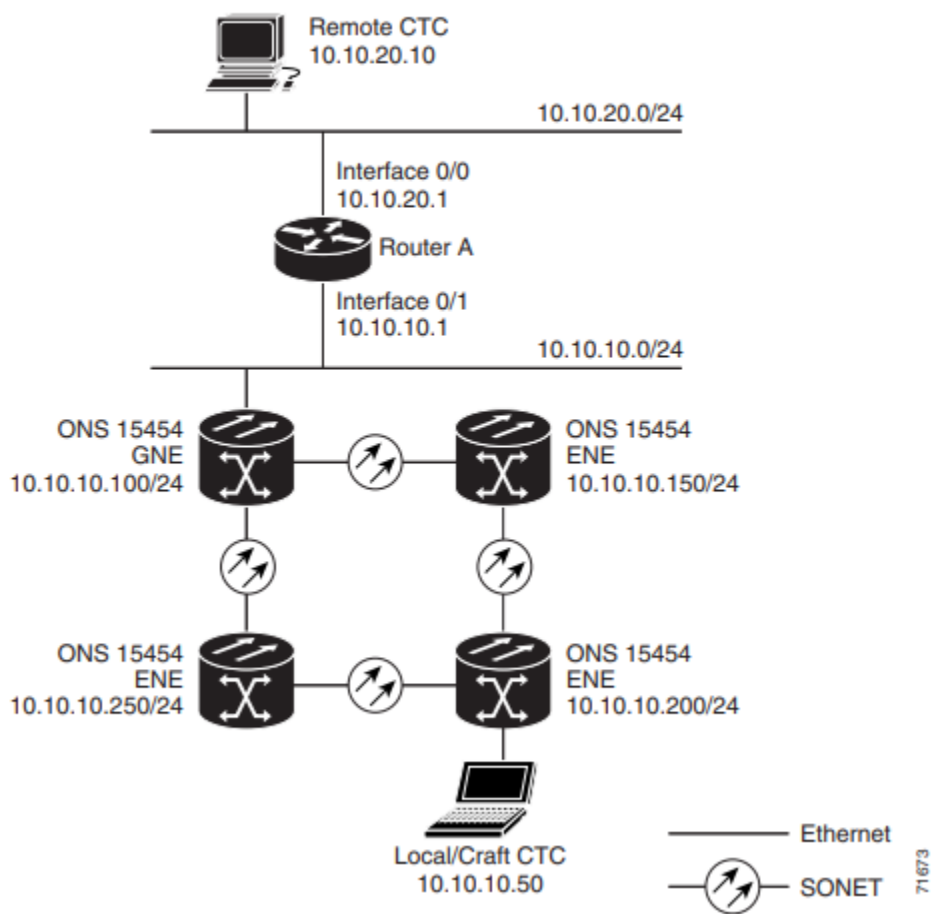 Remote CTC
10.10.20.10
10.10.20.0/24
Interface 0/0
10.10.20.1
Router A
Interface 0/1
10.10.10.1
10.10.10.0/24
ONS 15454
GNE
10.10.10.100/24
ONS 15454
ENE
10.10.10.150/24
ONS 15454
ENE
10.10.10.250/24
ONS 15454
ENE
10.10.10.200/24
Local/Craft CTC
10.10.10.50
Ethernet
SONET
71673